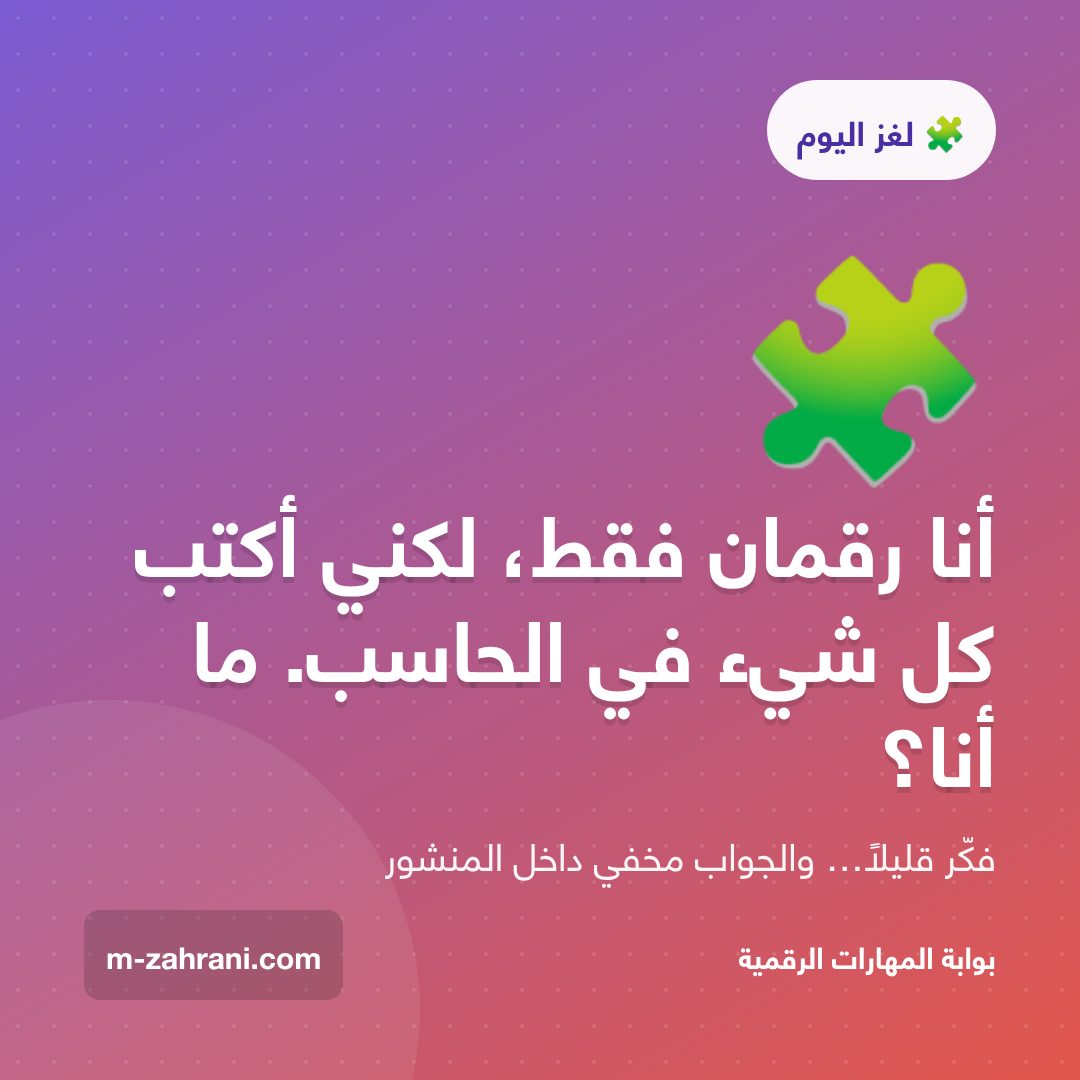 🧩 لغز اليوم
أنا رقمان فقط، لكني أكتب
كل شيء في الحاسب. ما
أنا؟
فكّر قليلاً... والجواب مخفي داخل المنشور
بوابة المهارات الرقمية
m-zahrani.com